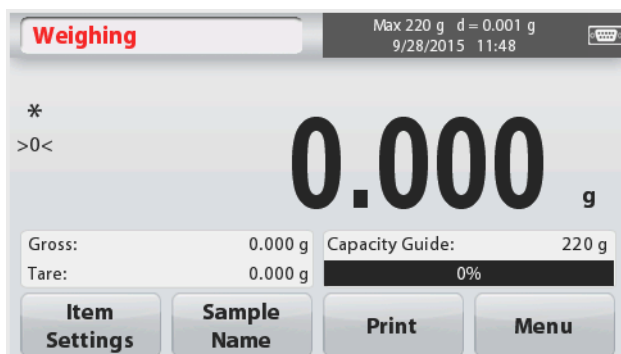 Weighing
Max 220 g d = 0.001 g
9/28/2015 11:48
*
>0<
0.000 g
Gross: 0.000 g
Tare: 0.000 g
Capacity Guide: 220 g
0%
Item
Settings
Sample
Name
Print
Menu